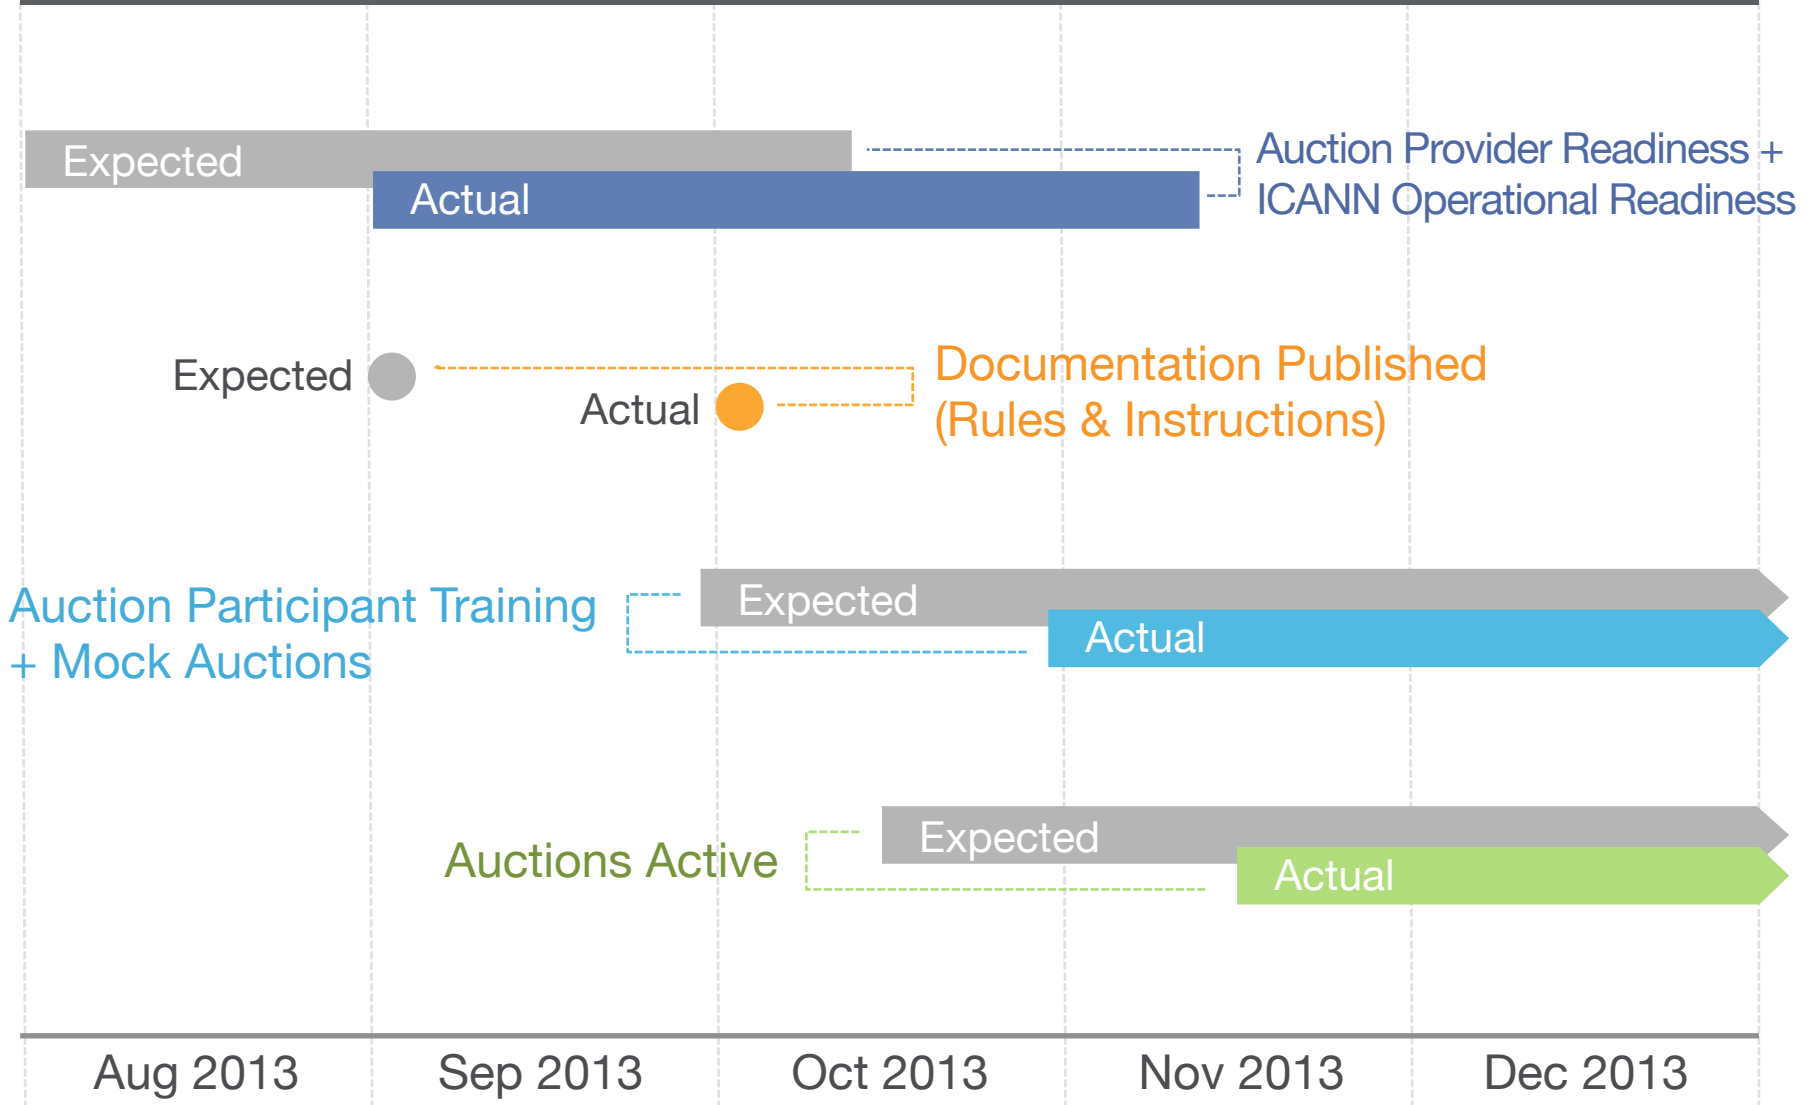 Expected
Actual
Auction Provider Readiness +
ICANN Operational Readiness
Expected
Actual
Documentation Published
(Rules & Instructions)
Auction Participant Training
+ Mock Auctions
Expected
Actual
Auctions Active
Expected
Actual
Aug 2013 Sep 2013 Oct 2013 Nov 2013 Dec 2013